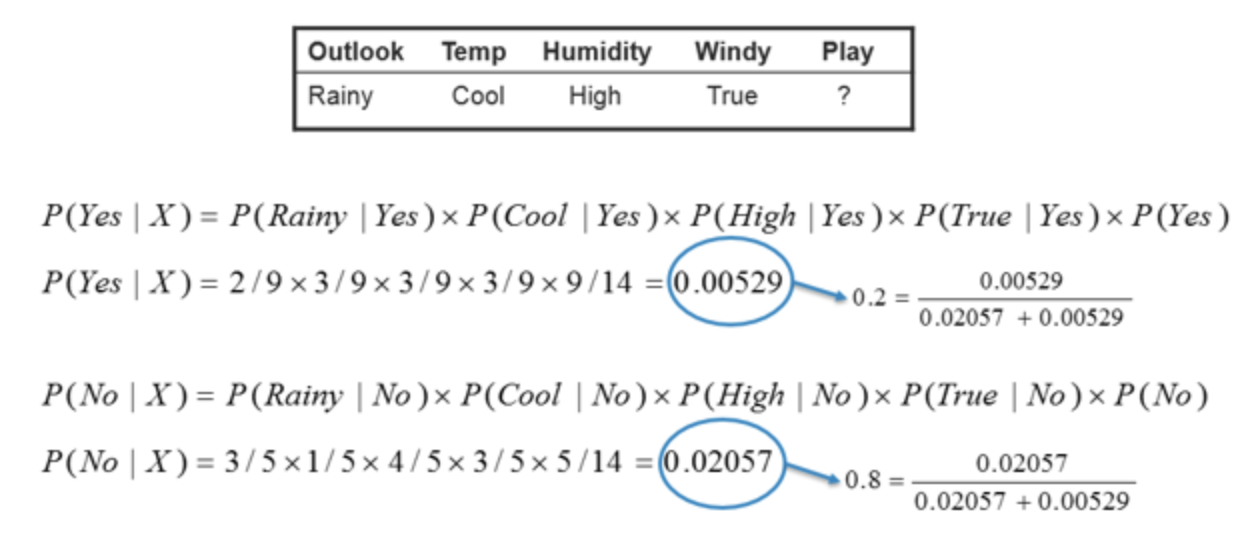 Outlook Temp Humidity Windy Play
Rainy Cool High True ?
P(Yes | X) = P(Rainy | Yes) × P(Cool | Yes) × P(High | Yes) × P(True | Yes) × P(Yes)
P(Yes | X) = 2/9 × 3/9 × 3/9 × 3/9 × 9/14 = 0.00529
0.2 = 0.00529 / 0.02057 + 0.00529
P(No | X) = P(Rainy | No) × P(Cool | No) × P(High | No) × P(True | No) × P(No)
P(No | X) = 3/5 × 1/5 × 4/5 × 3/5 × 5/14 = 0.02057
0.8 = 0.02057 / 0.02057 + 0.00529